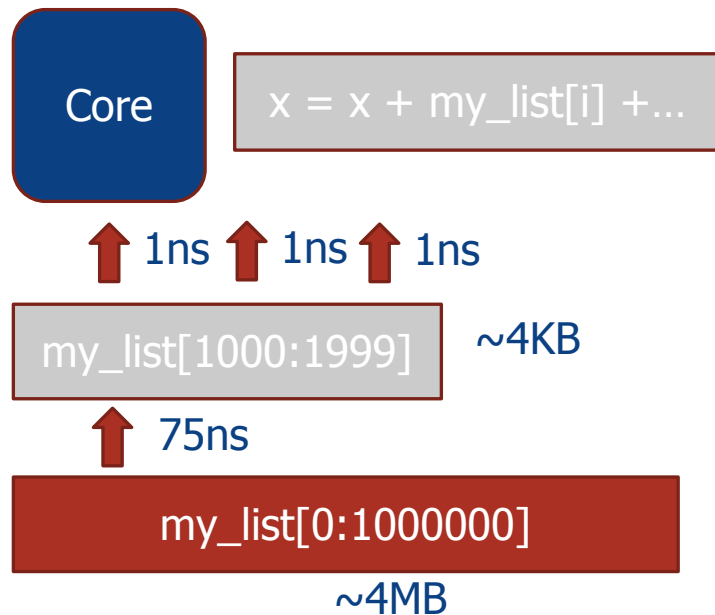 Core
x = x + my_list[i] +...
1ns
1ns
1ns
my_list[1000:1999]
~4KB
75ns
my_list[0:1000000]
~4MB